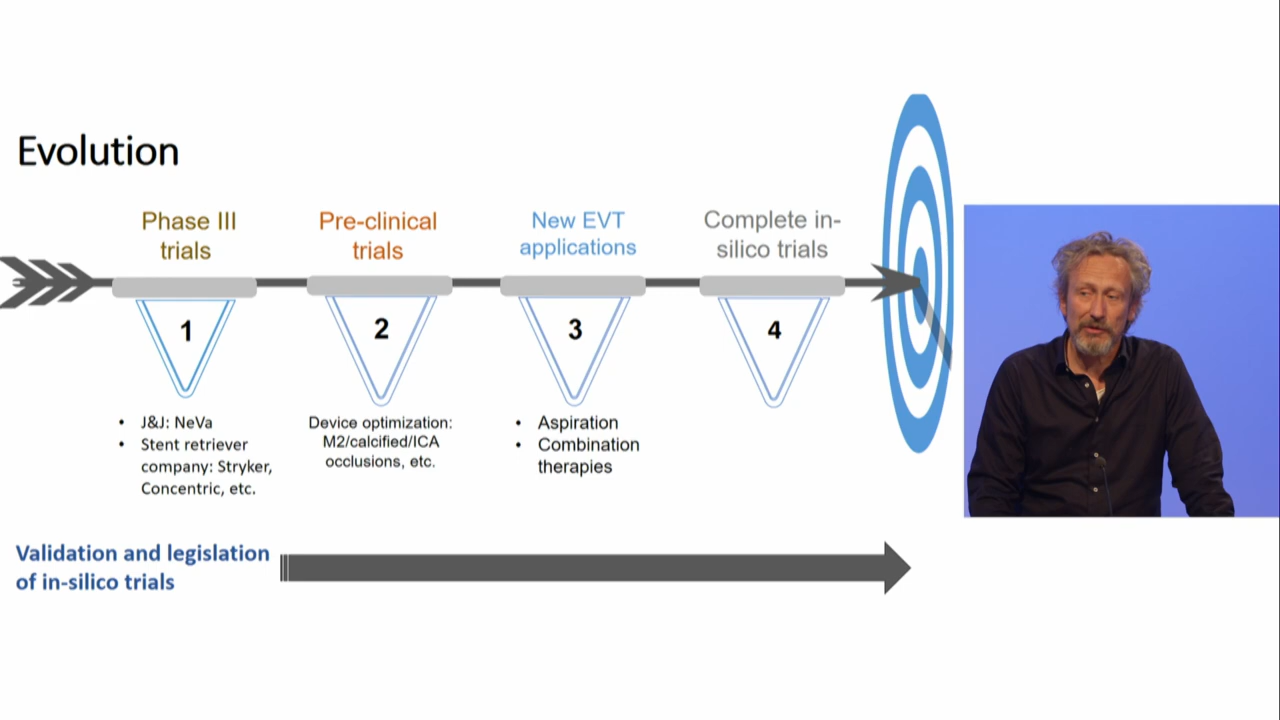 Evolution
Phase III
trials
Pre-clinical
trials
New EVT
applications
Complete in-
silico trials
1
2
3
4
• J&J: NeVa
• Stent retriever
company: Stryker,
Concentric, etc.
Device optimization:
M2/calcified/ICA
occlusions, etc.
• Aspiration
• Combination
therapies
Validation and legislation
of in-silico trials